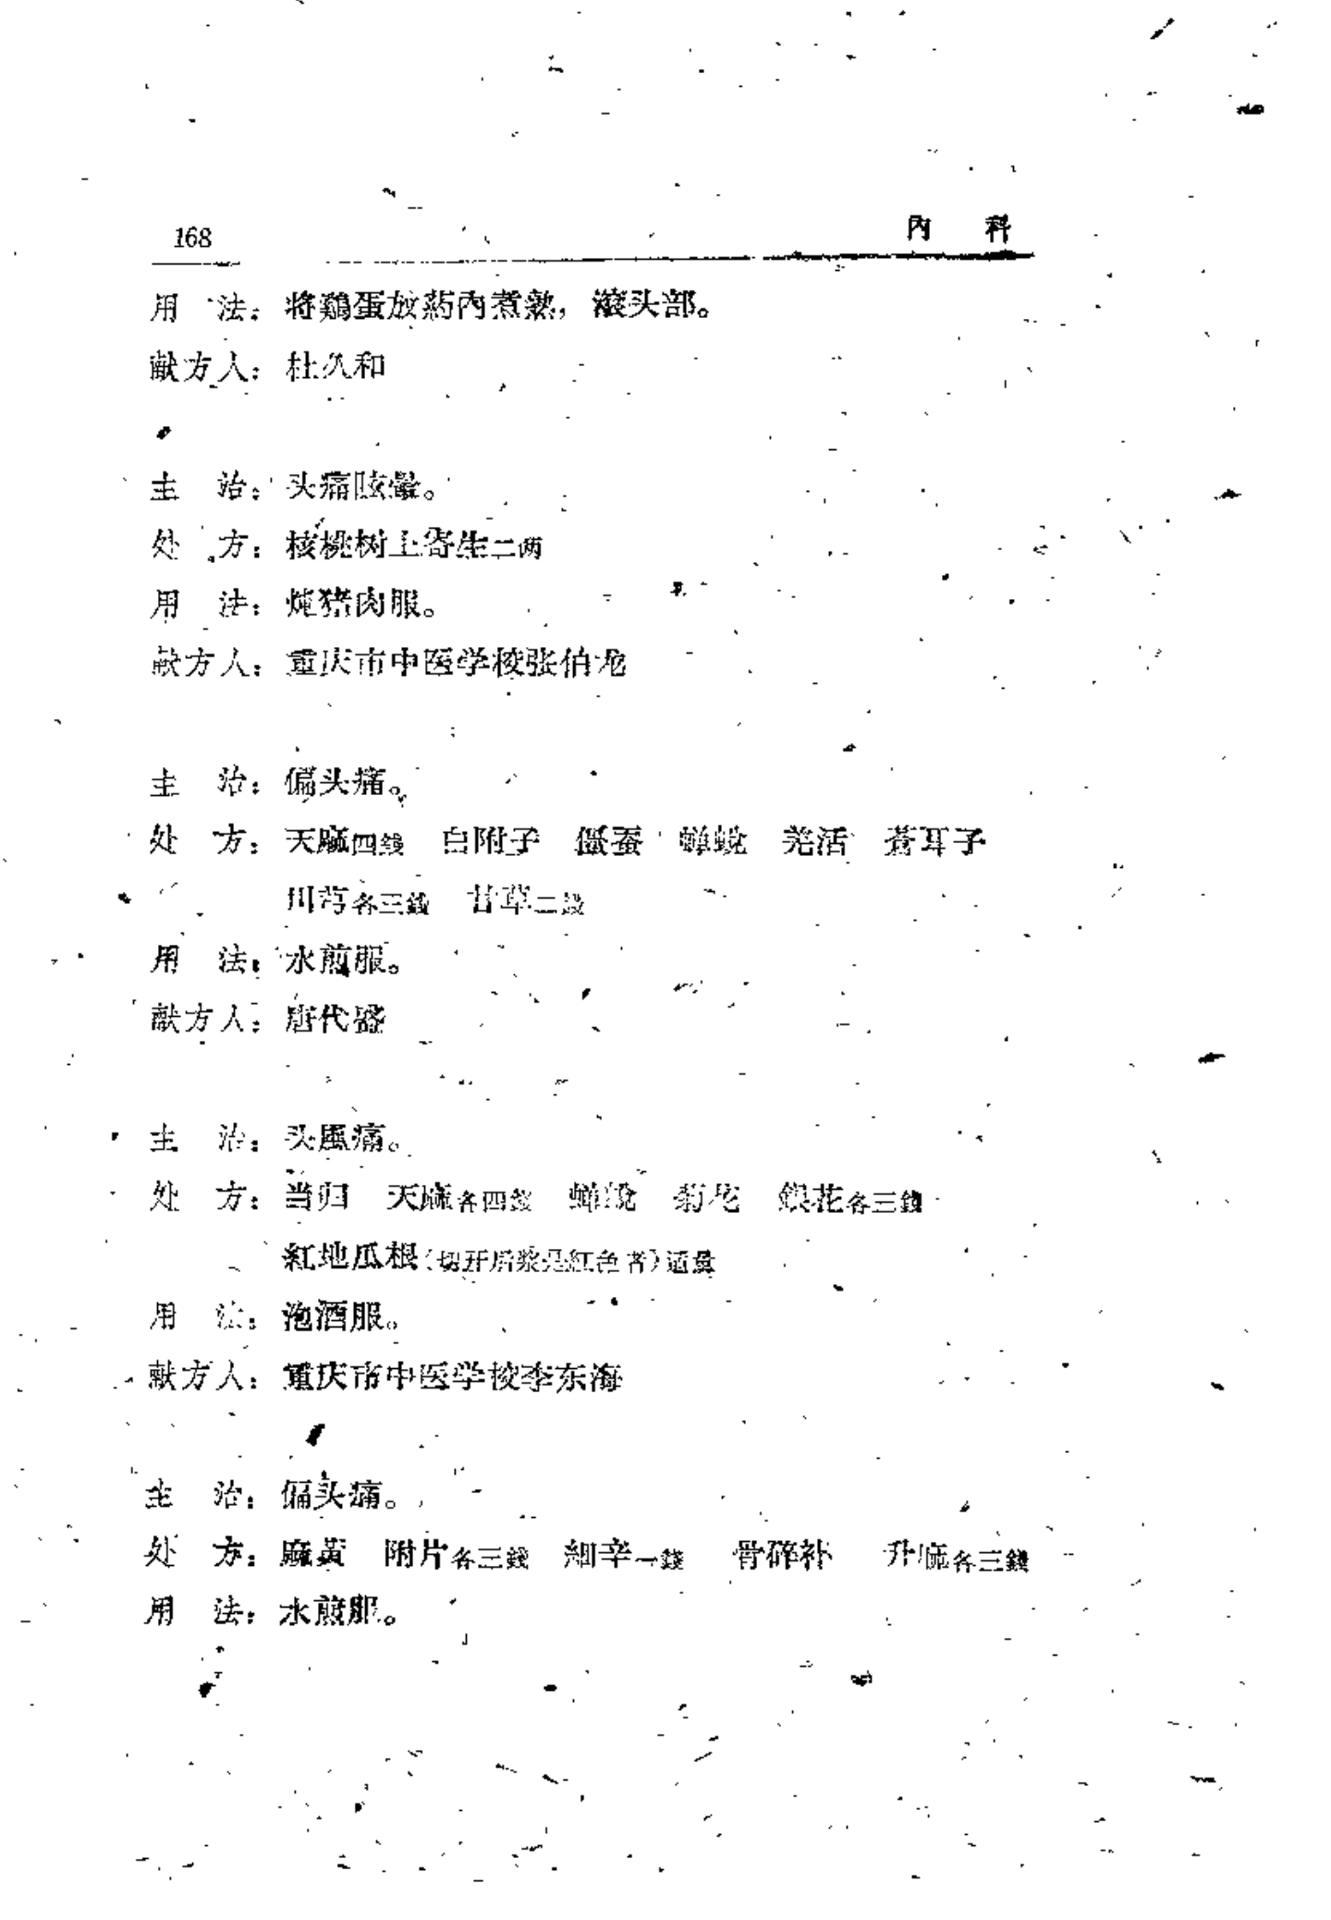 168
內　科
用　法：将鷄蛋放葯內煮熟，滚头部。
献方人：杜久和
主　治：头痛眩暈。
处　方：核桃树上寄生二两
用　法：炖猪肉服。
献方人：重庆市中医学校张伯龙
主　治：偏头痛。
处　方：天麻四錢　白附子　僵蚕　蝉蛻　羌活　蒼耳子
川芎各三錢　甘草二錢
用　法：水煎服。
献方人：唐代盛
主　治：头風痛。
处　方：当归　天麻各四錢　蝉蛻　菊花　銀花各三錢
紅地瓜根（切开后浆是紅色者）适量
用　法：泡酒服。
献方人：重庆市中医学校李东海
主　治：偏头痛。
处　方：麻黃　附片各三錢　細辛一錢　骨碎补　升麻各三錢
用　法：水煎服。